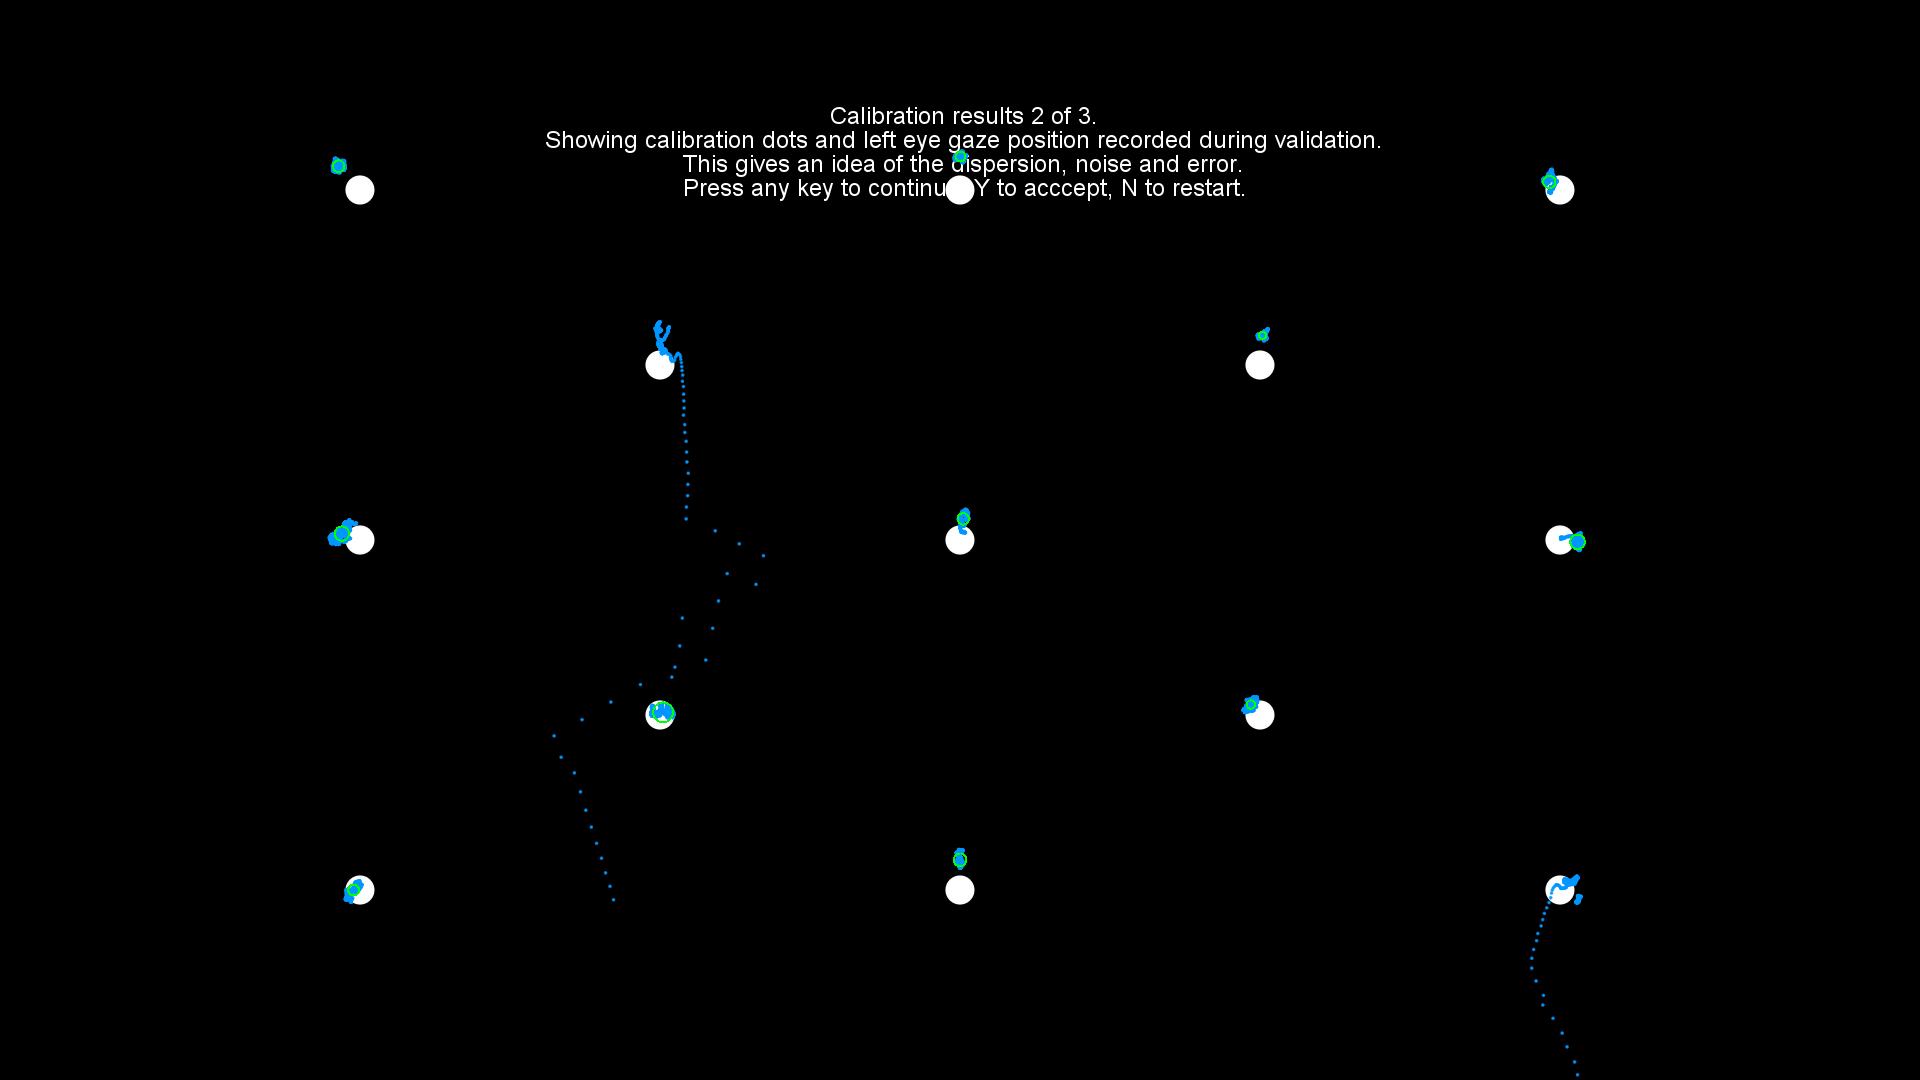 Calibration results 2 of 3.
Showing calibration dots and left eye gaze position recorded during validation.
This gives an idea of the dispersion, noise and error.
Press any key to continu Y to acccept, N to restart.